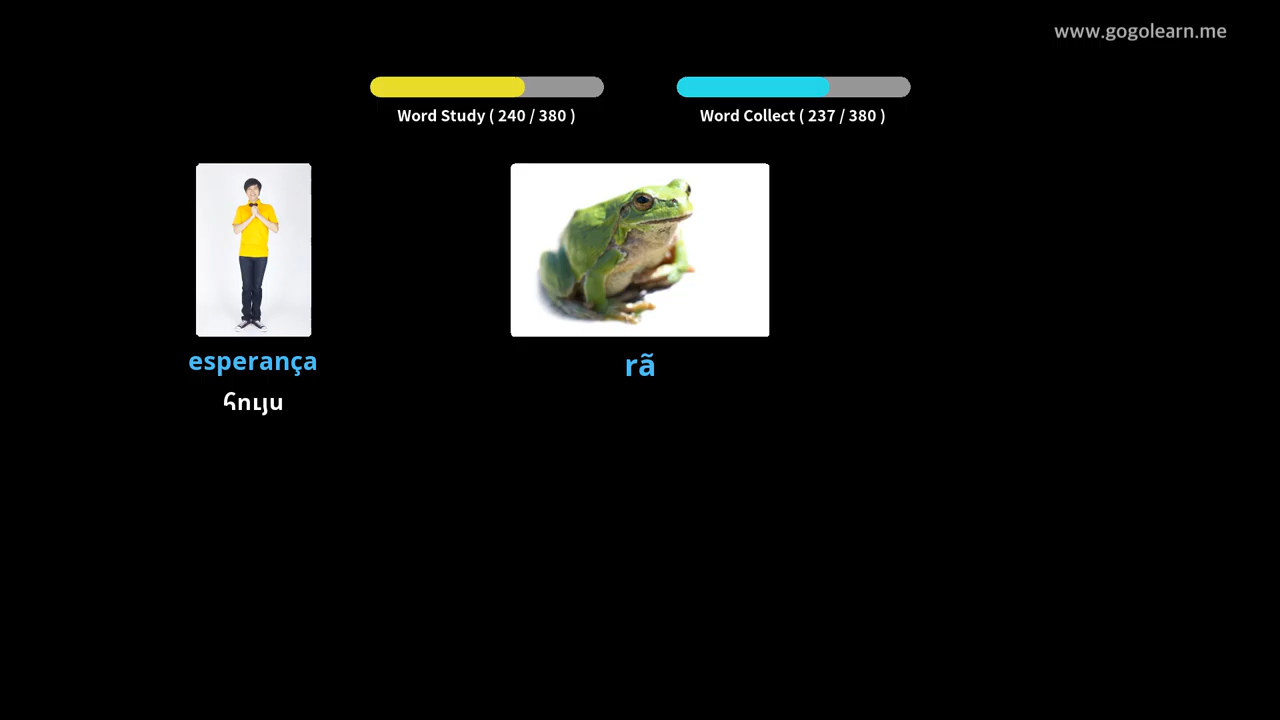 www.gogolearn.me
Word Study ( 240 / 380 )
Word Collect ( 237 / 380 )
esperança
հույս
rã